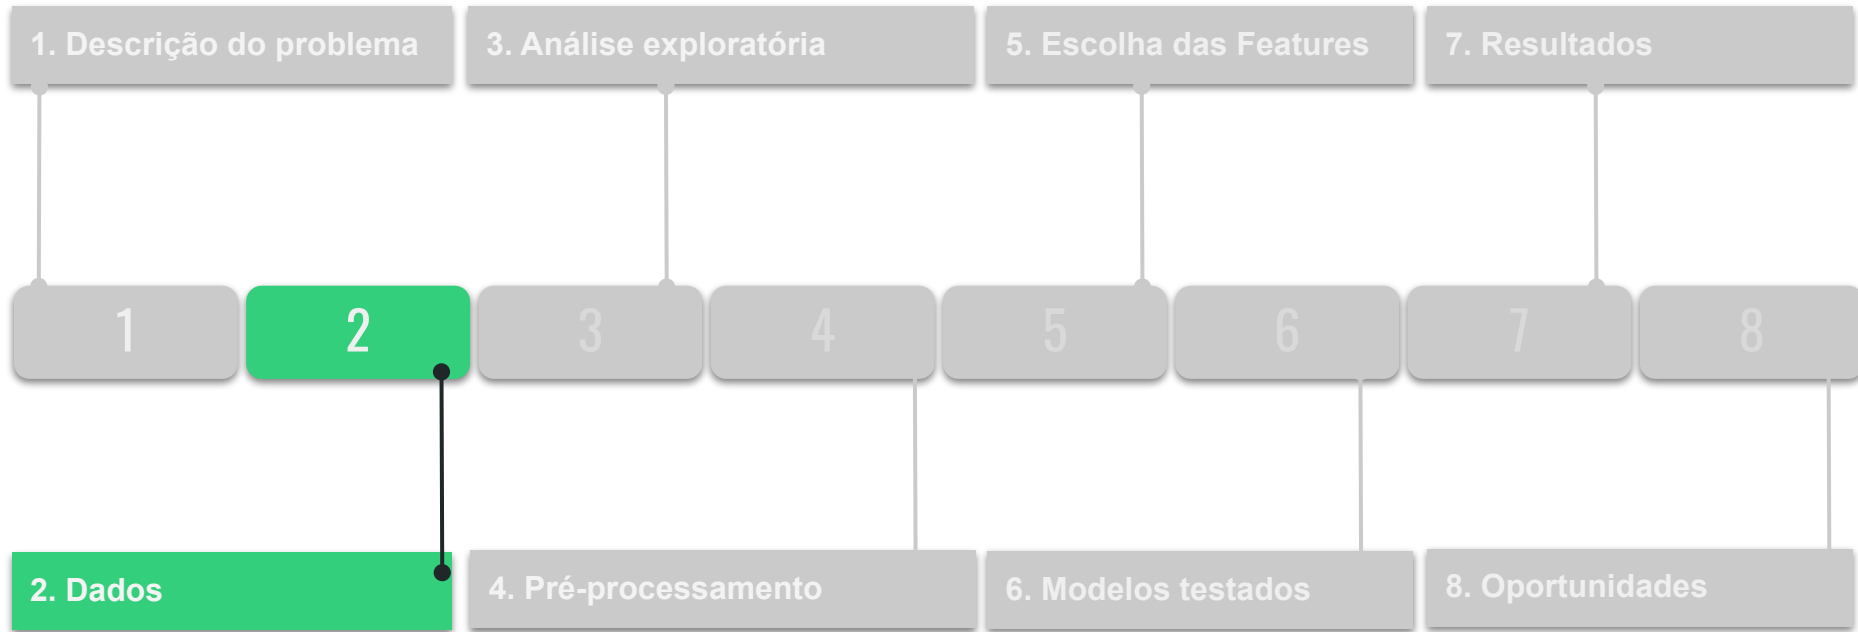 1. Descrição do problema
3. Análise exploratória
5. Escolha das Features
7. Resultados
1
2
3
4
5
6
7
8
2. Dados
4. Pré-processamento
6. Modelos testados
8. Oportunidades